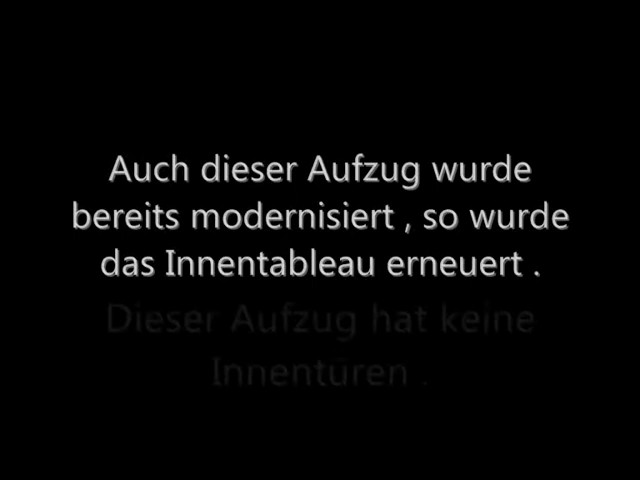 Auch dieser Aufzug wurde
bereits modernisiert , so wurde
das Innentableau erneuert .
Dieser Aufzug hat keine
Innentüren .